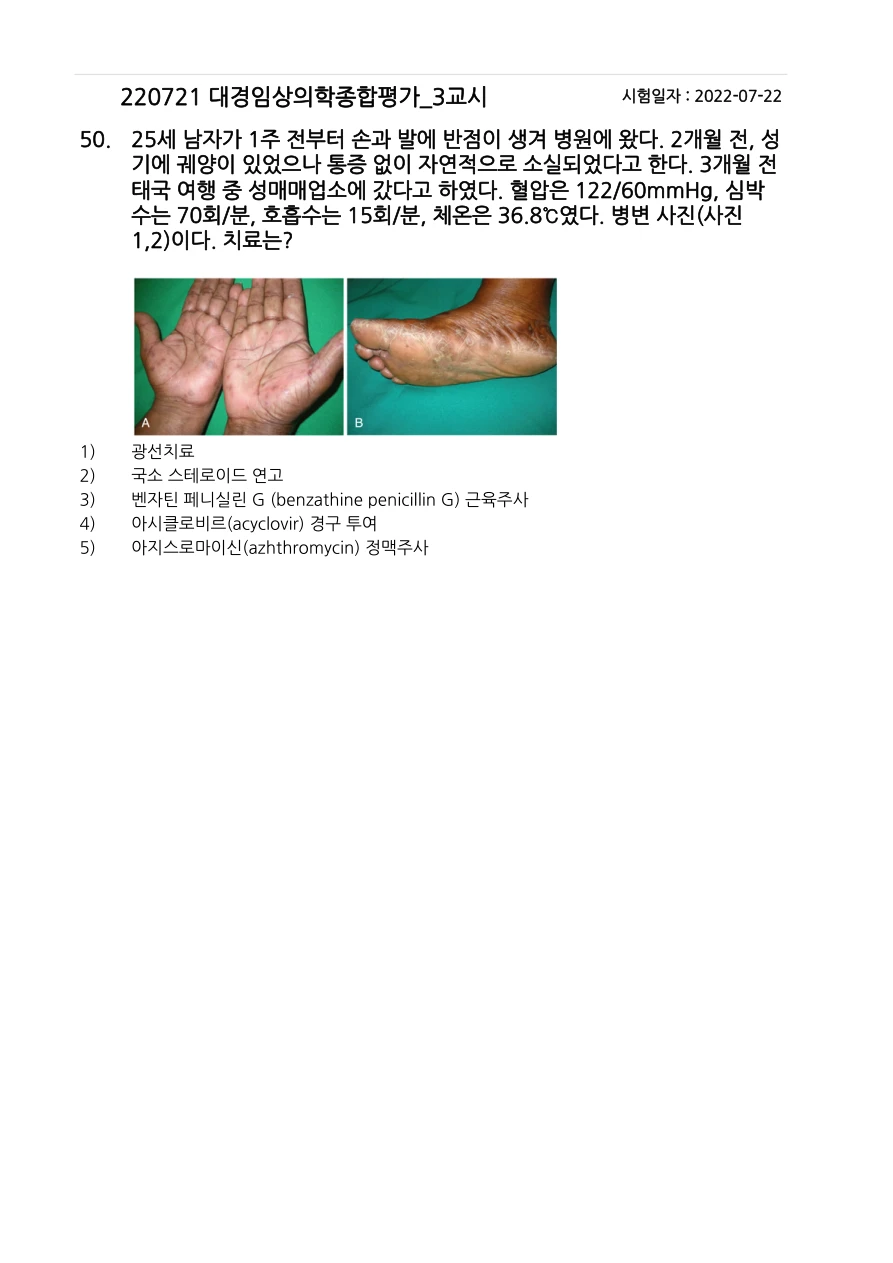 220721 대경임상의학종합평가_3교시
시험일자 : 2022-07-22
50. 25세 남자가 1주 전부터 손과 발에 반점이 생겨 병원에 왔다. 2개월 전, 성
기에 궤양이 있었으나 통증 없이 자연적으로 소실되었다고 한다. 3개월 전
태국 여행 중 성매매업소에 갔다고 하였다. 혈압은 122/60mmHg, 심박
수는 70회/분, 호흡수는 15회/분, 체온은 36.8℃였다. 병변 사진(사진
1,2)이다. 치료는?
A
B
1) 광선치료
2) 국소 스테로이드 연고
3) 벤자틴 페니실린 G (benzathine penicillin G) 근육주사
4) 아시클로비르(acyclovir) 경구 투여
5) 아지스로마이신(azhthromycin) 정맥주사